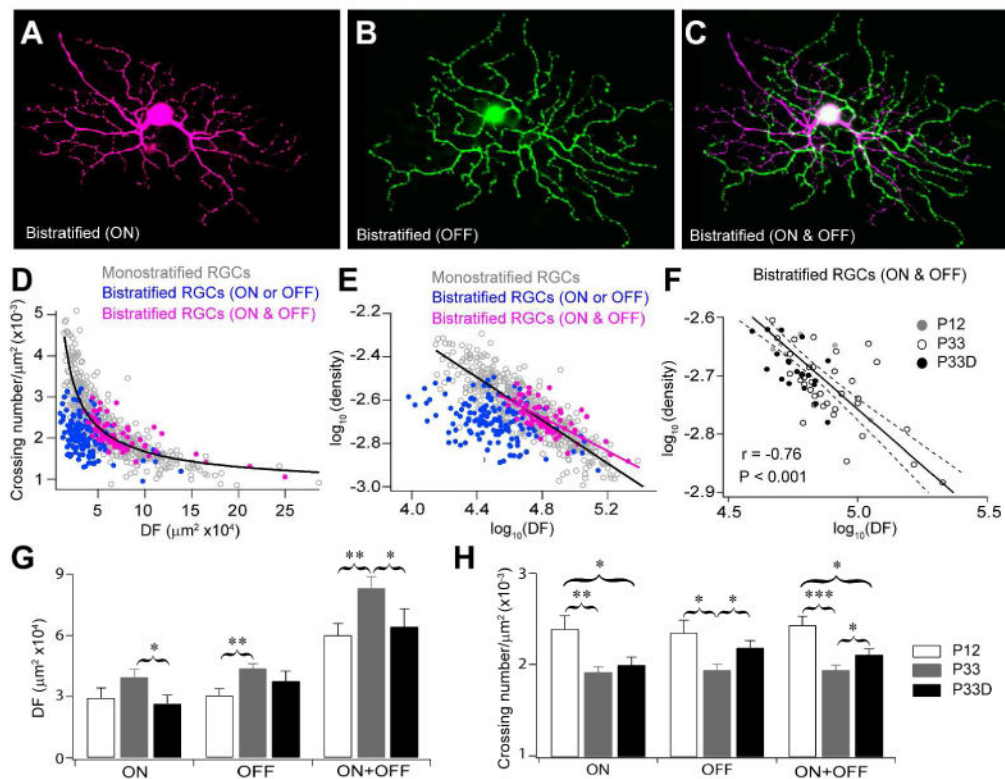 A
B
C
Bistratified (ON)
Bistratified (OFF)
Bistratified (ON & OFF)
D
Monostratified RGCs
Bistratified RGCs (ON or OFF)
Bistratified RGCs (ON & OFF)
Crossing number/μm² (x10⁻³)
5
4
3
2
1
5
10
15
20
25
DF (μm² x10⁴)
E
Monostratified RGCs
Bistratified RGCs (ON or OFF)
Bistratified RGCs (ON & OFF)
log₁₀(density)
-2.2
-2.4
-2.6
-2.8
-3.0
4.0
4.4
4.8
5.2
log₁₀(DF)
F
Bistratified RGCs (ON & OFF)
P12
P33
P33D
log₁₀(density)
-2.6
-2.7
-2.8
-2.9
r = -0.76
P < 0.001
4.5
5.0
5.5
log₁₀(DF)
G
DF (μm² x10⁴)
9
6
3
0
*
**
**
*
ON
OFF
ON+OFF
H
Crossing number/μm² (x10⁻³)
3
2
1
*
**
*
*
*
***
*
ON
OFF
ON+OFF
P12
P33
P33D